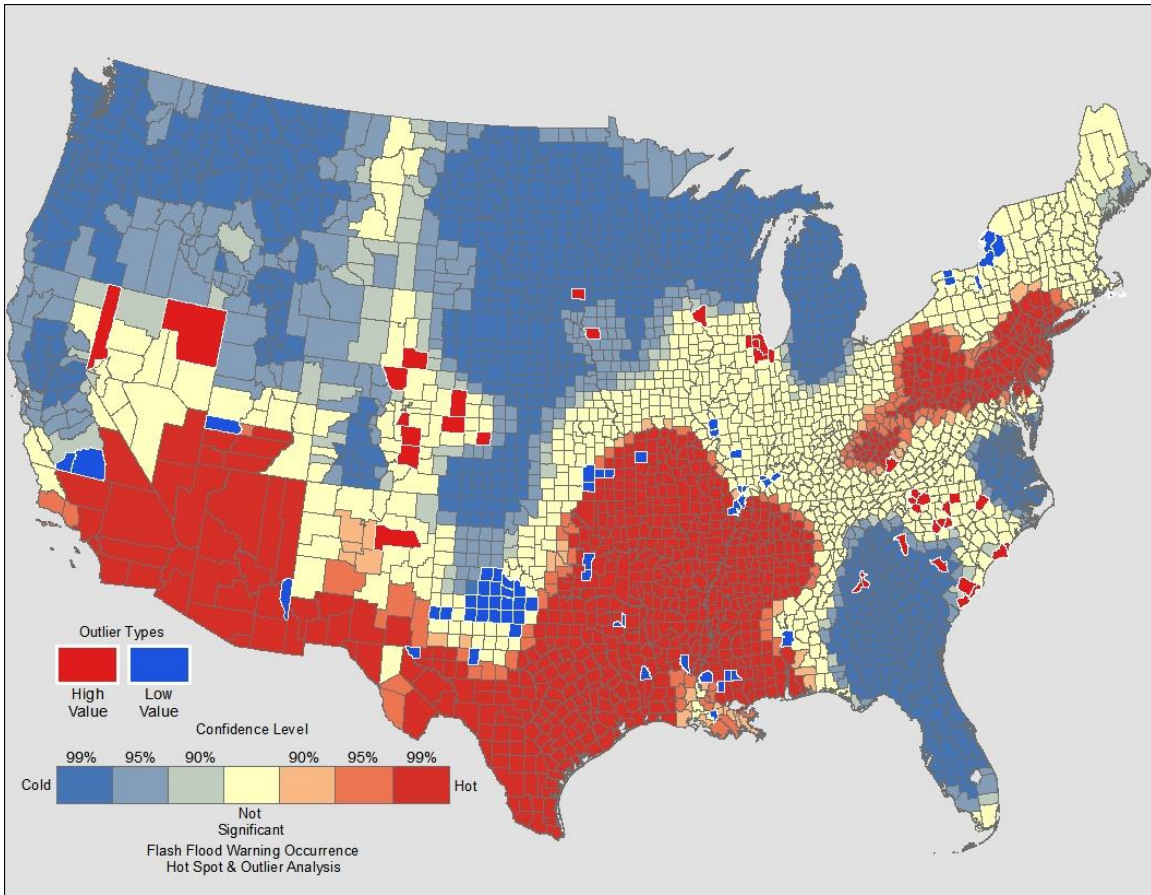 Outlier Types
High
Value
Low
Value
Confidence Level
99% 95% 90% 90% 95% 99%
Cold Hot
Not
Significant
Flash Flood Warning Occurrence
Hot Spot & Outlier Analysis